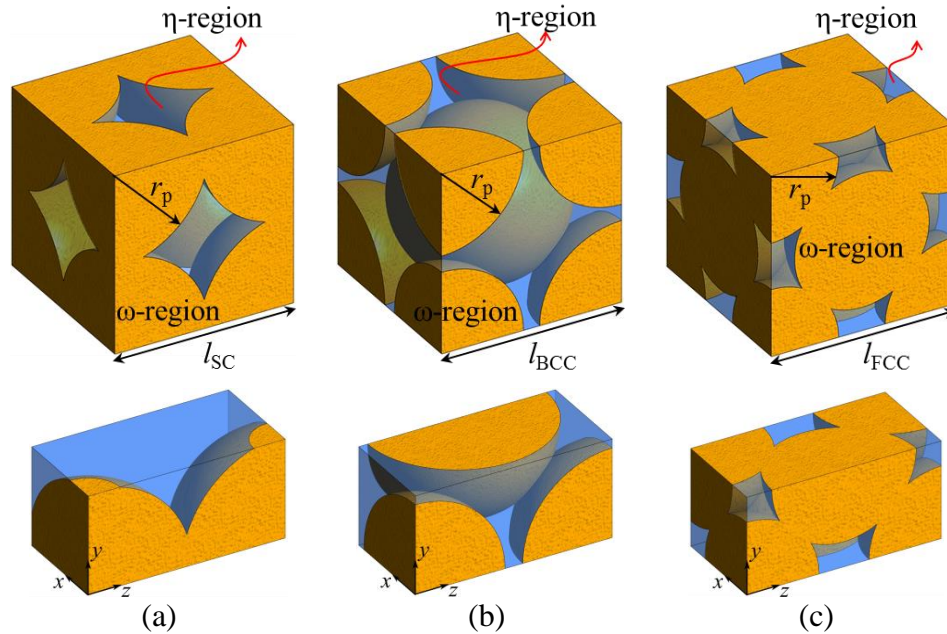 η-region
η-region
η-region
r_p
r_p
r_p
ω-region
ω-region
ω-region
l_SC
l_BCC
l_FCC
y
x
z
y
x
z
y
x
z
(a)
(b)
(c)